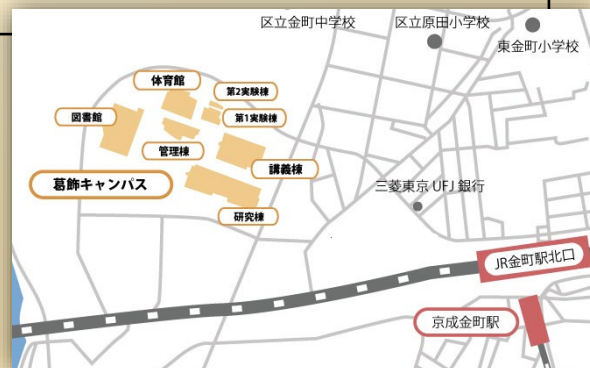 区立金町中学校
区立原田小学校
東金町小学校
体育館
第2実験棟
図書館
第1実験棟
管理棟
講義棟
葛飾キャンパス
三菱東京 UFJ 銀行
研究棟
JR金町駅北口
京成金町駅